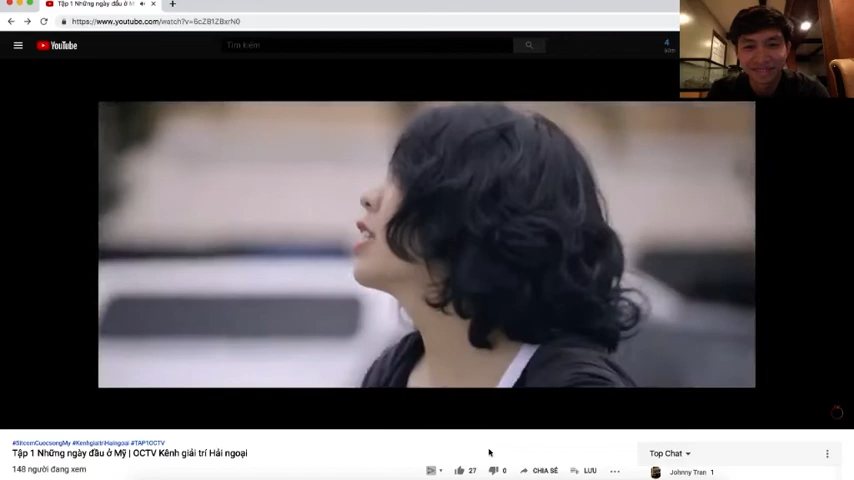 Tập 1 Những ngày đầu ở M
https://www.youtube.com/watch?v=
YouTube
Tìm kiếm
4
#SitcomCuocsongMy #KenhgiaitriHaingoai #TAP1OCTV
Tập 1 Những ngày đầu ở Mỹ | OCTV Kênh giải trí Hải ngoại
148 người đang xem
27
0
CHIA SẺ
LƯU
Top Chat
Johnny Tran 1